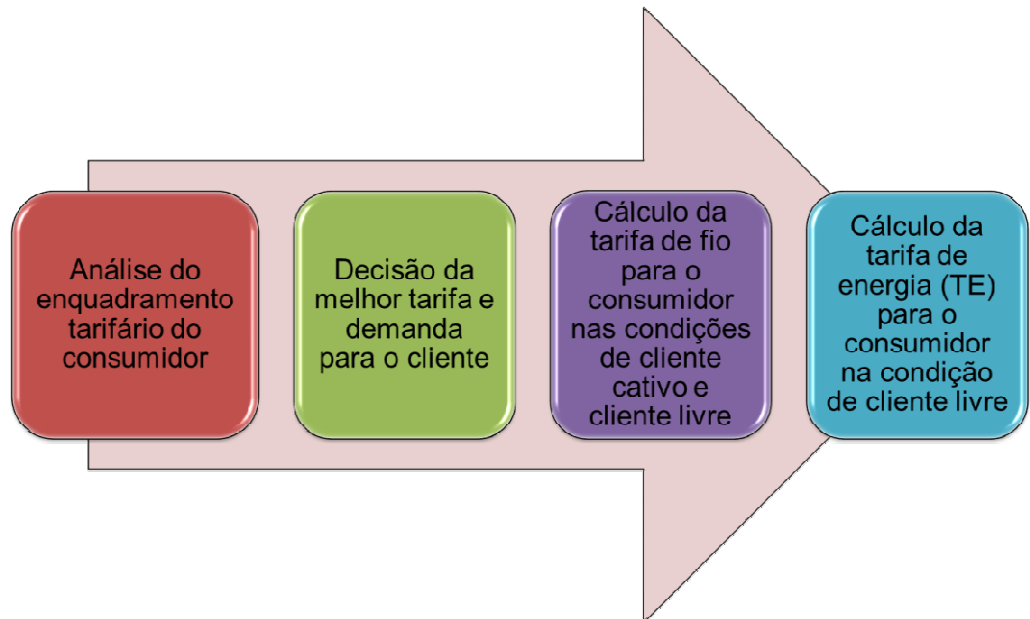 Análise do
enquadramento
tarifário do
consumidor
Decisão da
melhor tarifa e
demanda
para o cliente
Cálculo da
tarifa de fio
para o
consumidor
nas condições
de cliente
cativo e
cliente livre
Cálculo da
tarifa de
energia (TE)
para o
consumidor
na condição
de cliente livre